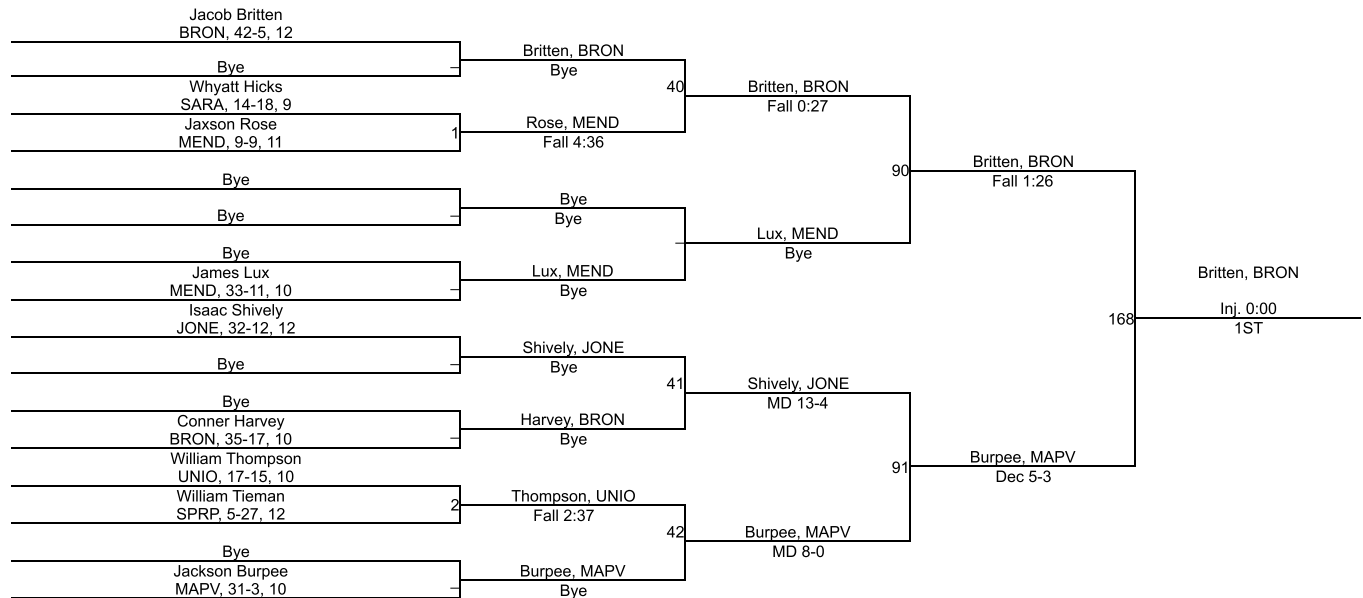 Jacob Britten
BRON, 42-5, 12
Bye
Whyatt Hicks
SARA, 14-18, 9
Jaxson Rose
MEND, 9-9, 11
Bye
Bye
Bye
James Lux
MEND, 33-11, 10
Isaac Shively
JONE, 32-12, 12
Bye
Bye
Conner Harvey
BRON, 35-17, 10
William Thompson
UNIO, 17-15, 10
William Tieman
SPRP, 5-27, 12
Bye
Jackson Burpee
MAPV, 31-3, 10
1
2
Britten, BRON
Bye
Rose, MEND
Fall 4:36
Bye
Bye
Lux, MEND
Bye
Shively, JONE
Bye
Harvey, BRON
Bye
Thompson, UNIO
Fall 2:37
Burpee, MAPV
Bye
40
41
42
Britten, BRON
Fall 0:27
Lux, MEND
Bye
Shively, JONE
MD 13-4
Burpee, MAPV
MD 8-0
90
91
Britten, BRON
Fall 1:26
Burpee, MAPV
Dec 5-3
168
Britten, BRON
Inj. 0:00
1ST